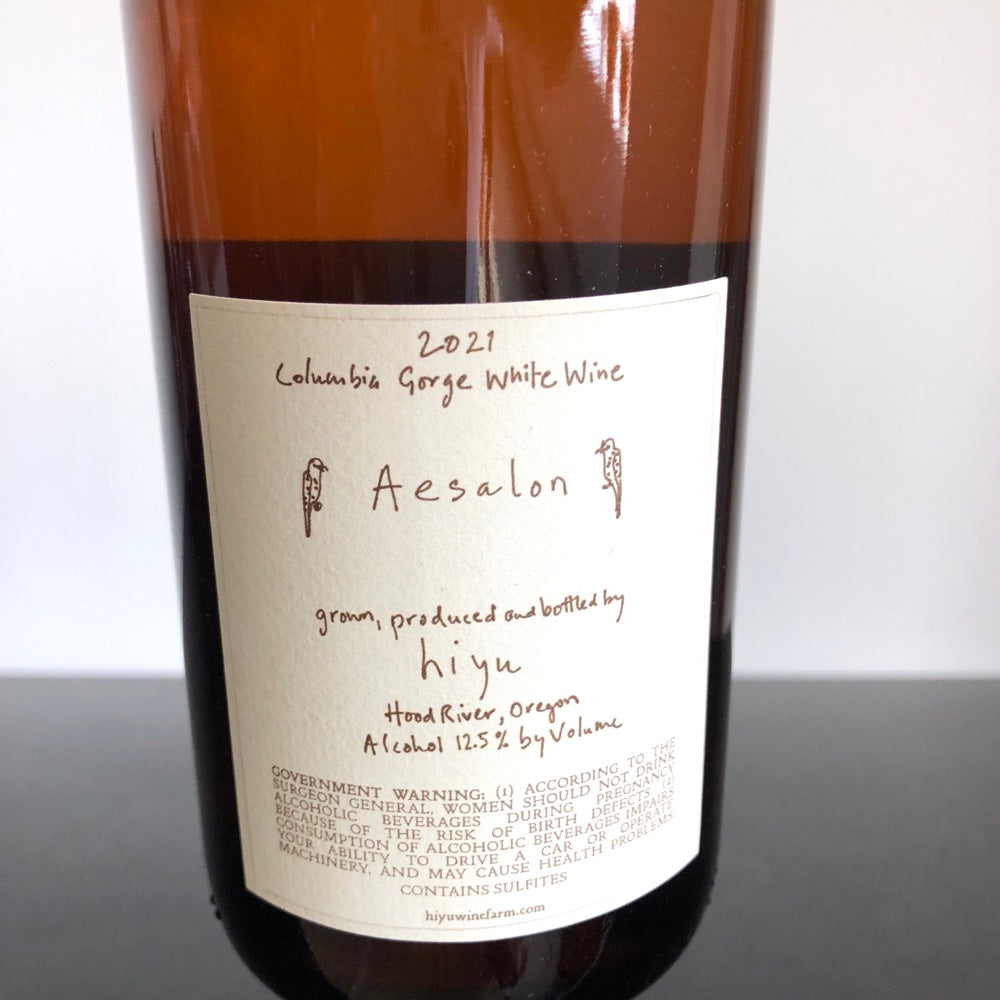 2021
Columbia Gorge White Wine
Aesalon
grown, produced and bottled by
hiyu
Hood River, Oregon
Alcohol 12.5% by Volume
GOVERNMENT WARNING: (1) ACCORDING TO THE
SURGEON GENERAL, WOMEN SHOULD NOT DRINK
ALCOHOLIC BEVERAGES DURING PREGNANCY
BECAUSE OF THE RISK OF BIRTH DEFECTS (2)
CONSUMPTION OF ALCOHOLIC BEVERAGES IMPAIRS
YOUR ABILITY TO DRIVE A CAR OR OPERATE
MACHINERY, AND MAY CAUSE HEALTH PROBLEMS.
CONTAINS SULFITES
hiyuwinefarm.com